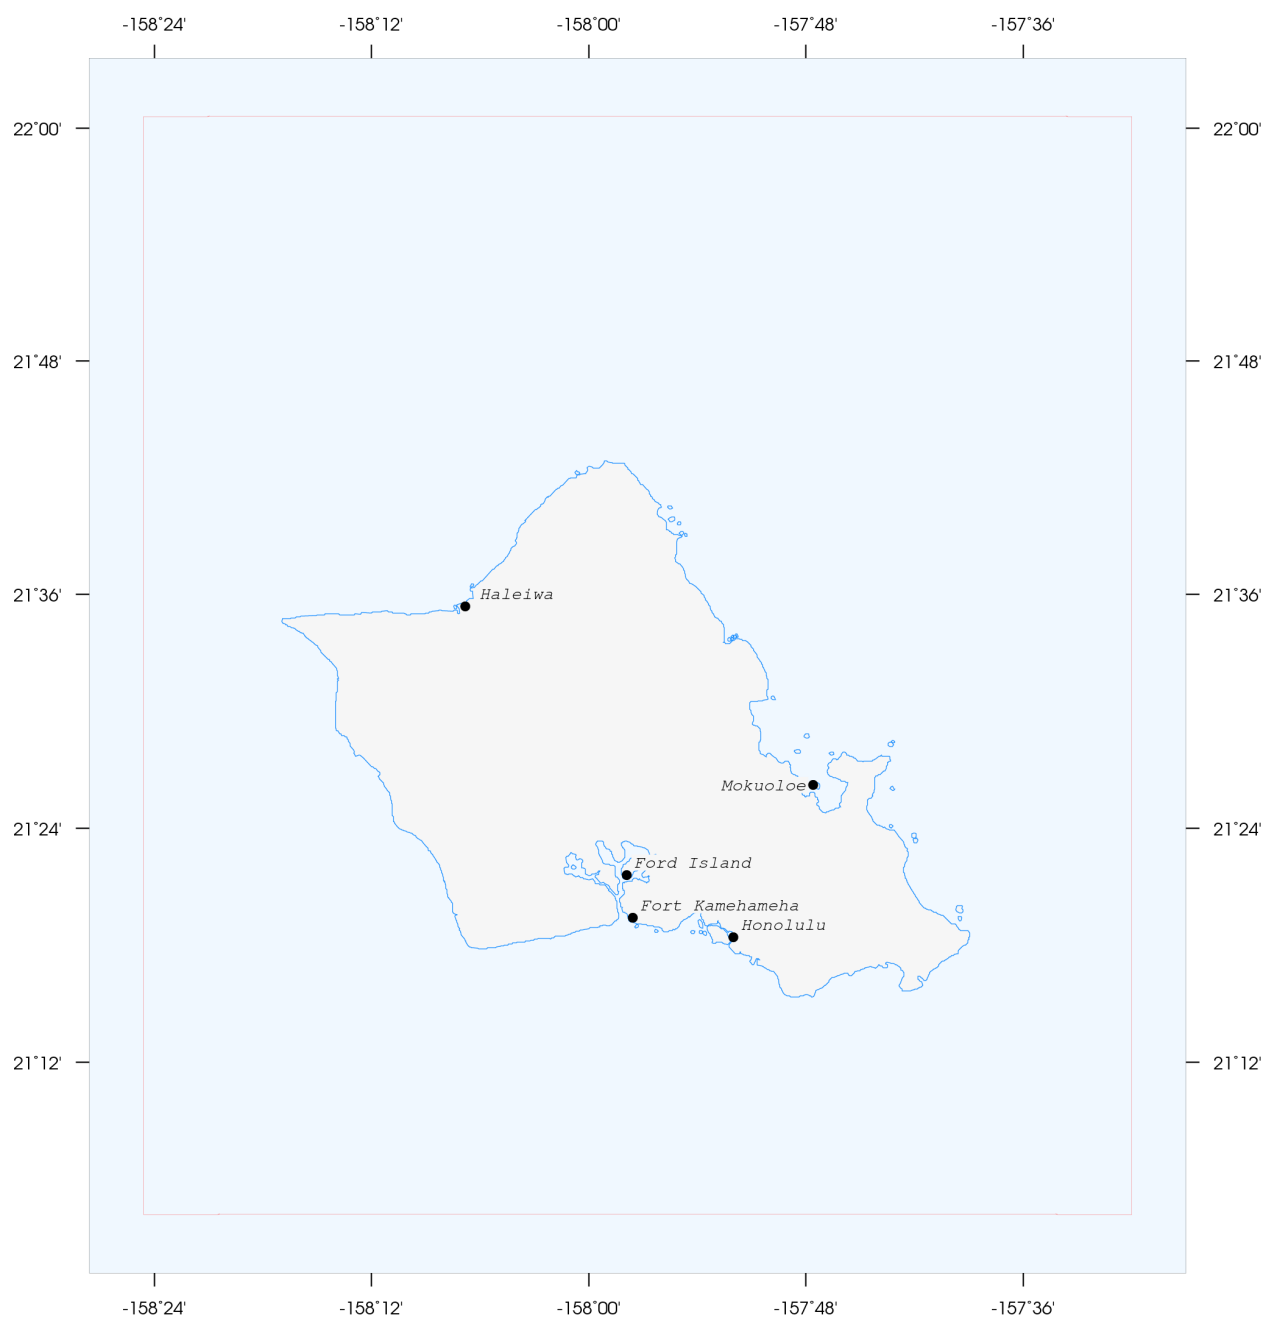 -158°24' -158°12' -158°00' -157°48' -157°36'
22°00' 22°00'
21°48' 21°48'
21°36' Haleiwa 21°36'
Mokuoloe
21°24' 21°24'
Ford Island
Fort Kamehameha
Honolulu
21°12' 21°12'
-158°24' -158°12' -158°00' -157°48' -157°36'